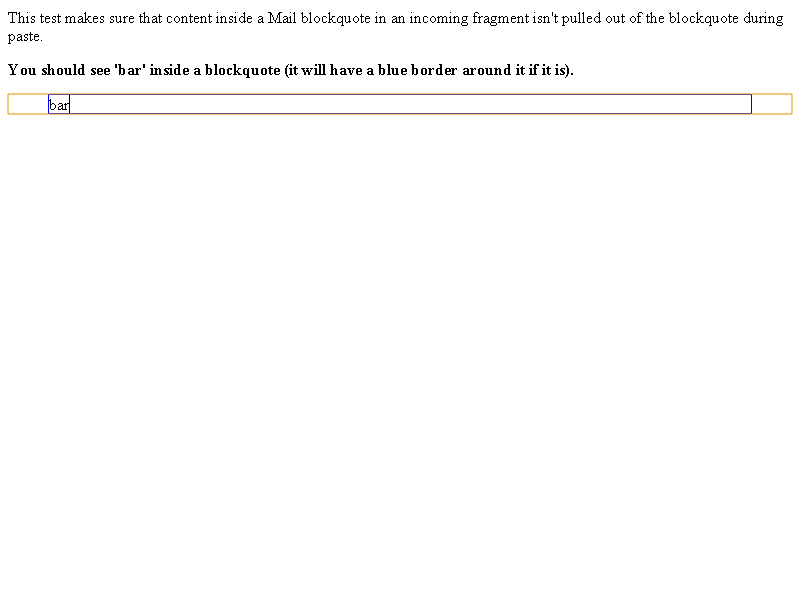 This test makes sure that content inside a Mail blockquote in an incoming fragment isn't pulled out of the blockquote during
paste.
You should see 'bar' inside a blockquote (it will have a blue border around it if it is).
bar